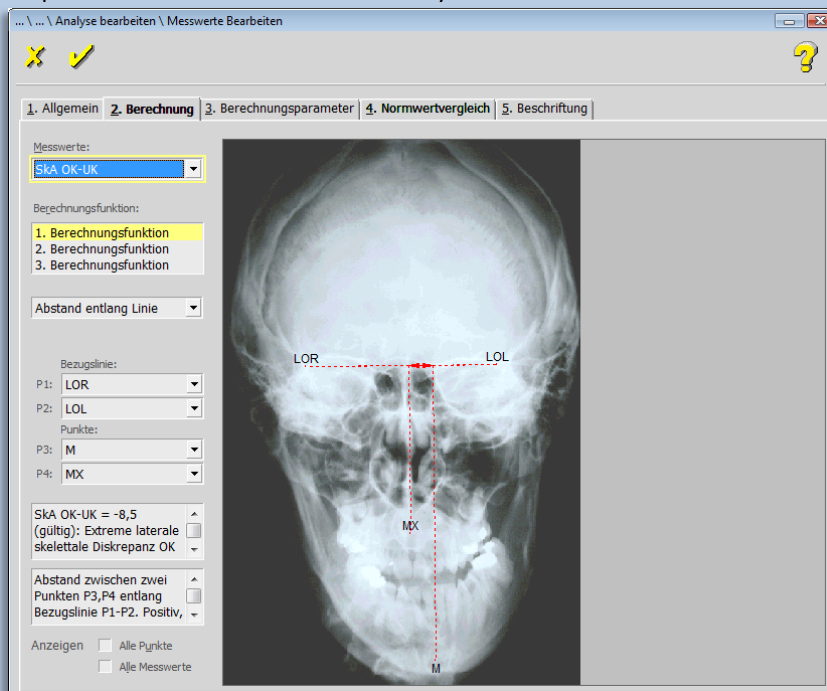 ... \ ... \ Analyse bearbeiten \ Messwerte Bearbeiten
1. Allgemein 2. Berechnung 3. Berechnungsparameter 4. Normwertvergleich 5. Beschriftung
Messwerte:
SkA OK-UK
Berechnungsfunktion:
1. Berechnungsfunktion
2. Berechnungsfunktion
3. Berechnungsfunktion
Abstand entlang Linie
LOR LOL
Bezugslinie:
P1: LOR
P2: LOL
Punkte:
P3: M
P4: MX
SkA OK-UK = -8,5
(gültig): Extreme laterale
skelettale Diskrepanz OK
MX
Abstand zwischen zwei
Punkten P3,P4 entlang
Bezugslinie P1-P2. Positiv,
Anzeigen Alle Punkte
Alle Messwerte
M